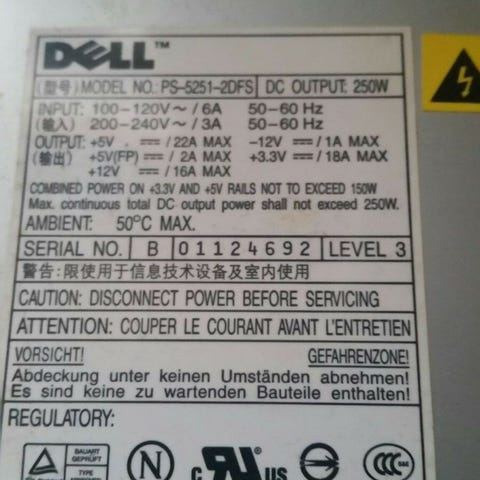 DELL™
(型号) MODEL NO.: PS-5251-2DFS DC OUTPUT: 250W
INPUT: 100-120V~ / 6A 50-60 Hz
(输入) 200-240V~ / 3A 50-60 Hz
OUTPUT: +5V ⎓ / 22A MAX -12V ⎓ / 1A MAX
(输出) +5V(FP) ⎓ / 2A MAX +3.3V ⎓ / 18A MAX
+12V ⎓ / 16A MAX
COMBINED POWER ON +3.3V AND +5V RAILS NOT TO EXCEED 150W
Max. continuous total DC output power shall not exceed 250W.
AMBIENT: 50°C MAX.
SERIAL NO. B 01124692 LEVEL 3
警告: 限使用于信息技术设备及室内使用
CAUTION: DISCONNECT POWER BEFORE SERVICING
ATTENTION: COUPER LE COURANT AVANT L'ENTRETIEN
VORSICHT! GEFAHRENZONE!
Abdeckung unter keinen Umständen abnehmen!
Es sind keine zu wartenden Bauteile enthalten!
REGULATORY:
BAUART
GEPRÜFT
TYPE
APPROVED
N
c RU US
S
CCC S&E